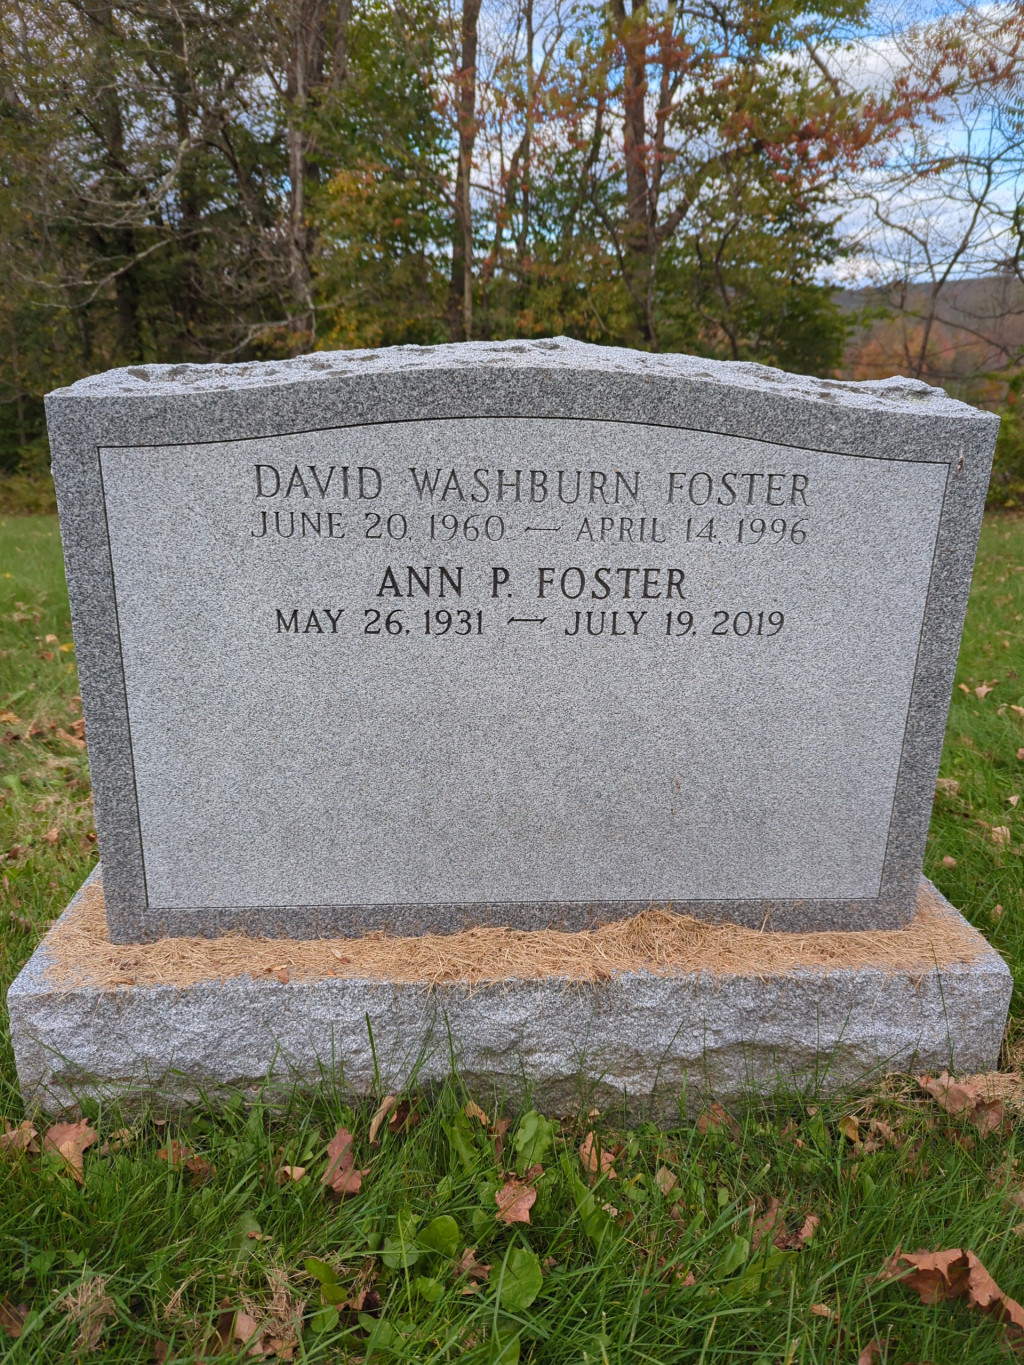 DAVID WASHBURN FOSTER
JUNE 20, 1960 — APRIL 14, 1996
ANN P. FOSTER
MAY 26, 1931 — JULY 19, 2019